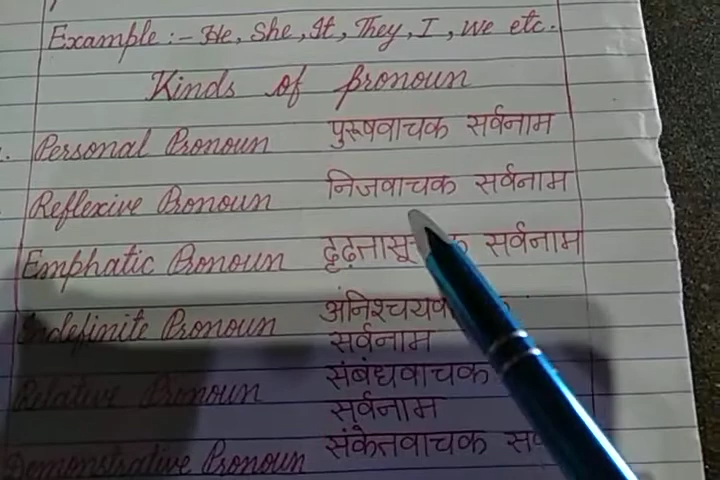 Example :- He, She, It, They, I, We etc.
Kinds of pronoun
Personal Pronoun पुरूषवाचक सर्वनाम
Reflexive Pronoun निजवाचक सर्वनाम
Emphatic Pronoun सर्वनाम
Indefinite Pronoun
सर्वनाम
Relative Pronoun संबंधवाचक
सर्वनाम
Demonstrative Pronoun संकेतवाचक